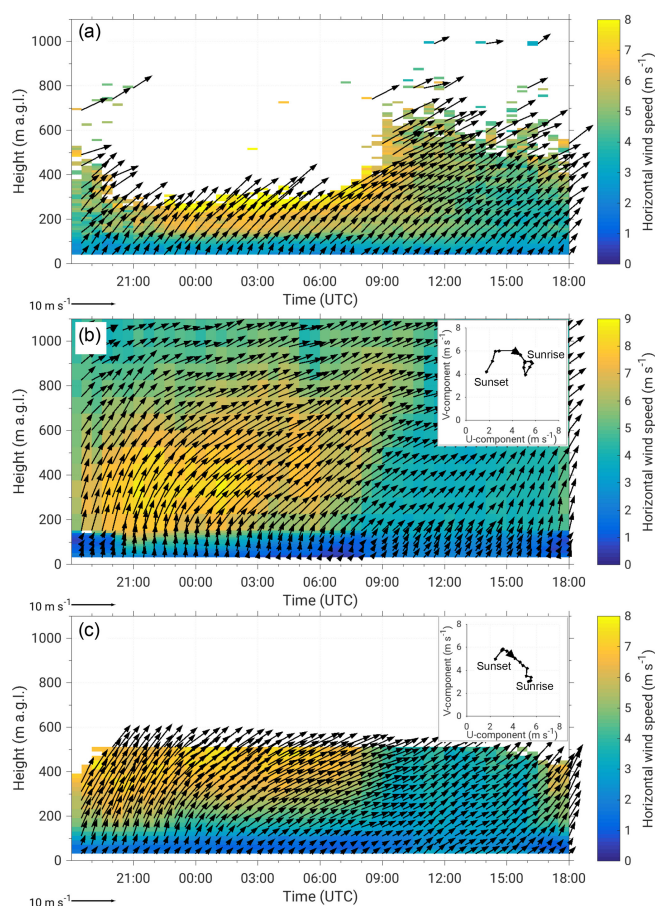 (a)
1000
800
600
400
200
0
Height (m a.g.l.)
21:00 00:00 03:00 06:00 09:00 12:00 15:00 18:00
Time (UTC)
10 m s⁻¹
8
7
6
5
4
3
2
1
0
Horizontal wind speed (m s⁻¹)
(b)
1000
800
600
400
200
0
Height (m a.g.l.)
8
6
4
2
0
V-component (m s⁻¹)
Sunset
Sunrise
0 2 4 6 8
U-component (m s⁻¹)
21:00 00:00 03:00 06:00 09:00 12:00 15:00 18:00
Time (UTC)
10 m s⁻¹
9
8
7
6
5
4
3
2
1
0
Horizontal wind speed (m s⁻¹)
(c)
1000
800
600
400
200
0
Height (m a.g.l.)
8
6
4
2
0
V-component (m s⁻¹)
Sunset
Sunrise
0 2 4 6 8
U-component (m s⁻¹)
21:00 00:00 03:00 06:00 09:00 12:00 15:00 18:00
Time (UTC)
10 m s⁻¹
8
7
6
5
4
3
2
1
0
Horizontal wind speed (m s⁻¹)